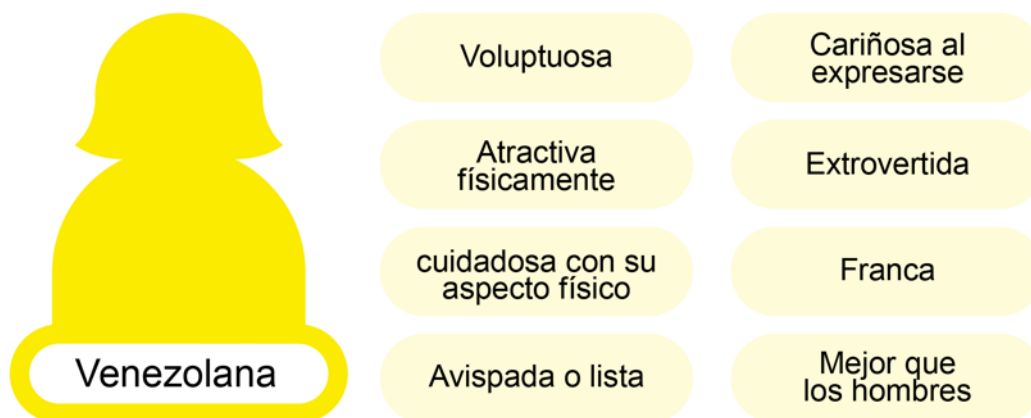 Voluptuosa
Cariñosa al
expresarse
Atractiva
físicamente
Extrovertida
cuidadosa con su
aspecto físico
Franca
Venezolana
Avispada o lista
Mejor que
los hombres